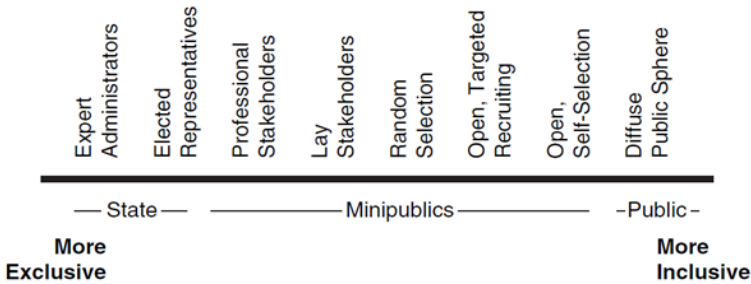 Expert
Administrators
Elected
Representatives
Professional
Stakeholders
Lay
Stakeholders
Random
Selection
Open, Targeted
Recruiting
Open,
Self-Selection
Diffuse
Public Sphere
State
Minipublics
Public
More
Exclusive
More
Inclusive